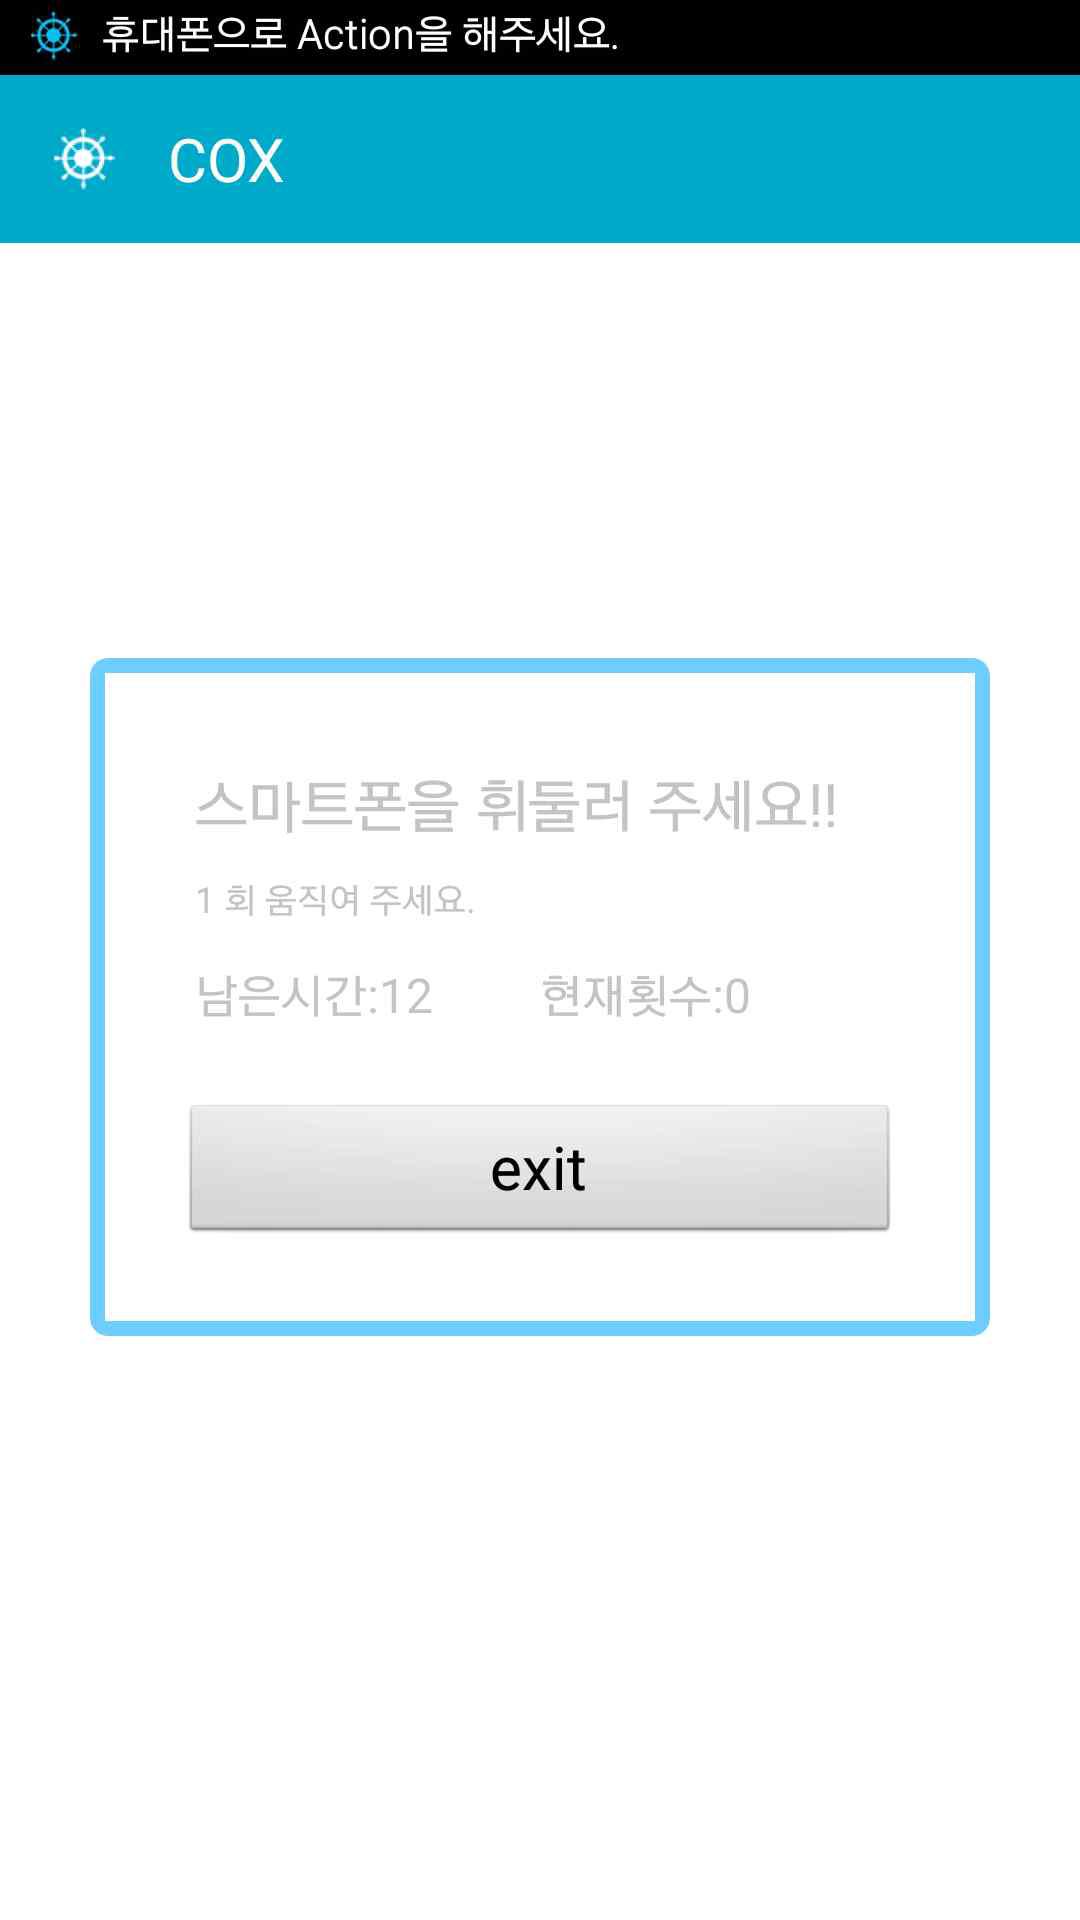 휴대폰으로 Action을 해주세요.
COX
스마트폰을 휘둘러 주세요!!
1 회 움직여 주세요.
남은시간:12 현재횟수:0
exit